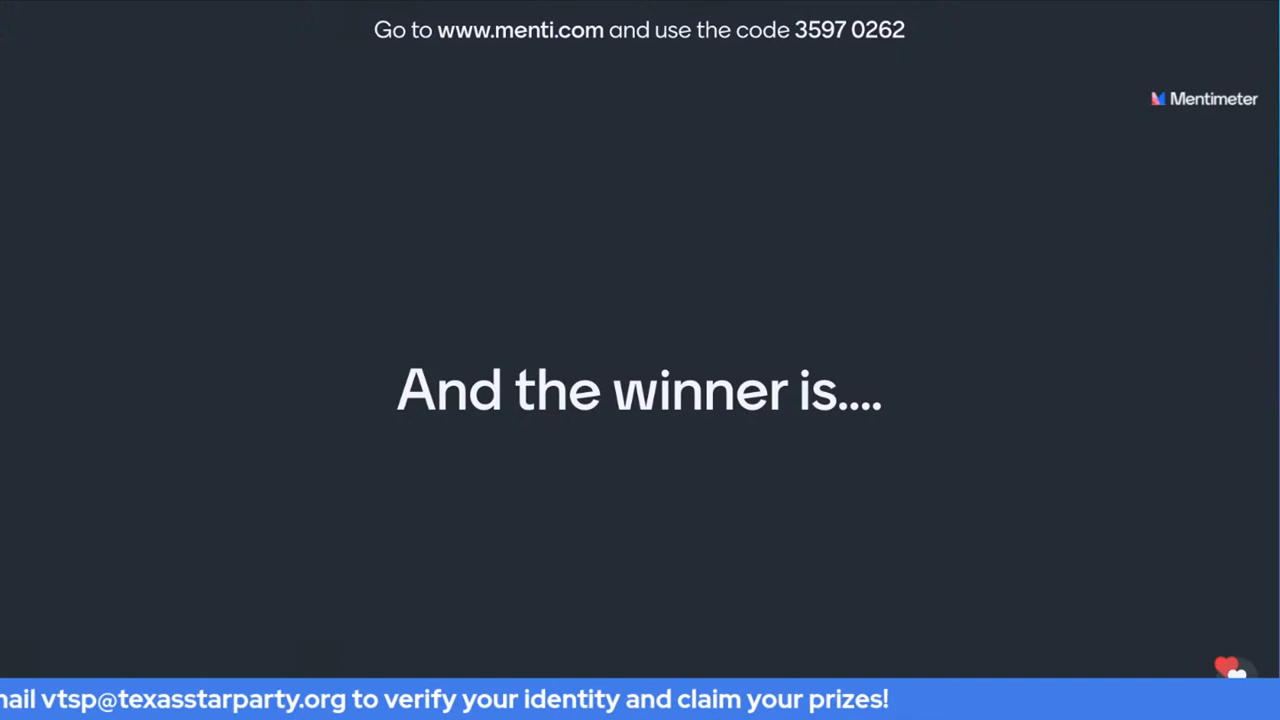 Go to www.menti.com and use the code 3597 0262
Mentimeter
And the winner is....
vtsp@texasstarparty.org to verify your identity and claim your prizes!